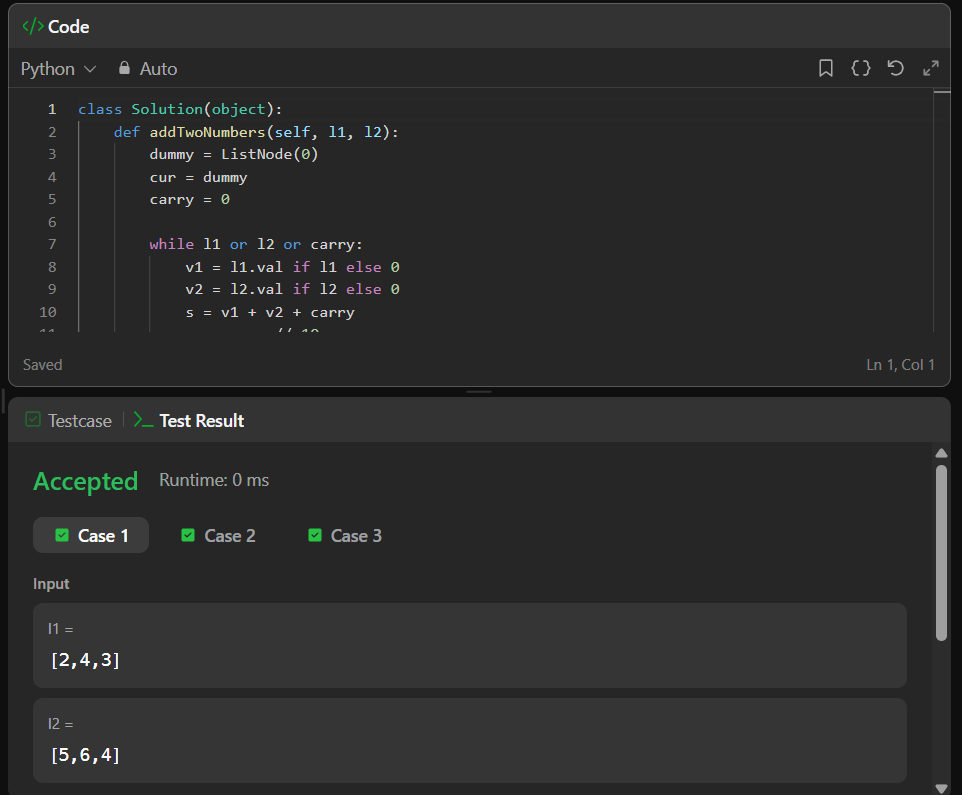 </> Code
Python Auto
1 class Solution(object):
2 def addTwoNumbers(self, l1, l2):
3 dummy = ListNode(0)
4 cur = dummy
5 carry = 0
6
7 while l1 or l2 or carry:
8 v1 = l1.val if l1 else 0
9 v2 = l2.val if l2 else 0
10 s = v1 + v2 + carry
11 // 10
Saved Ln 1, Col 1
Testcase >_ Test Result
Accepted Runtime: 0 ms
Case 1 Case 2 Case 3
Input
l1 =
[2,4,3]
l2 =
[5,6,4]